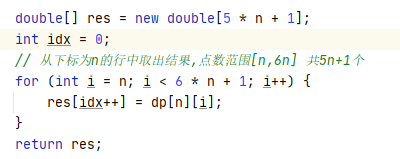 double[] res = new double[5 * n + 1];
int idx = 0;
// 从下标为n的行中取出结果,点数范围[n,6n] 共5n+1个
for (int i = n; i < 6 * n + 1; i++) {
    res[idx++] = dp[n][i];
}
return res;